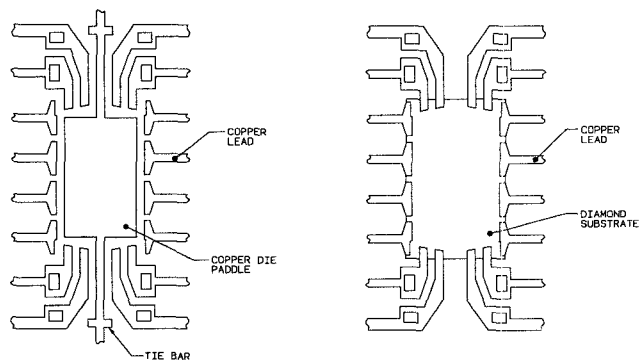 COPPER
LEAD
COPPER DIE
PADDLE
TIE BAR
COPPER
LEAD
DIAMOND
SUBSTRATE